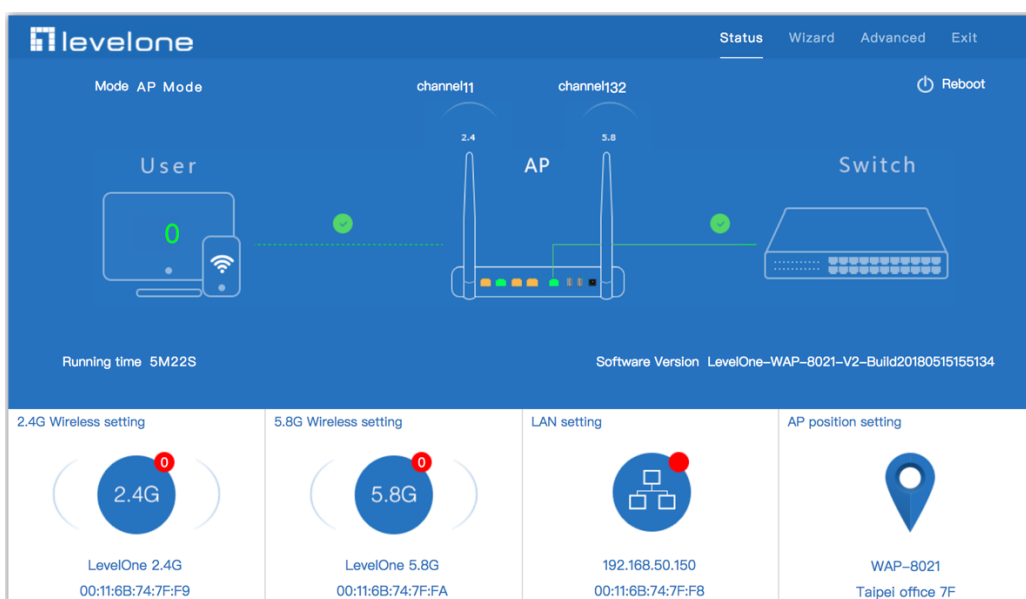 levelone
Status Wizard Advanced Exit
Mode AP Mode channel11 channel132 Reboot
2.4 5.8
User AP Switch
0
Running time 5M22S Software Version LevelOne-WAP-8021-V2-Build20180515155134
2.4G Wireless setting 5.8G Wireless setting LAN setting AP position setting
0 0
2.4G 5.8G
LevelOne 2.4G LevelOne 5.8G 192.168.50.150 WAP-8021
00:11:6B:74:7F:F9 00:11:6B:74:7F:FA 00:11:6B:74:7F:F8 Taipei office 7F